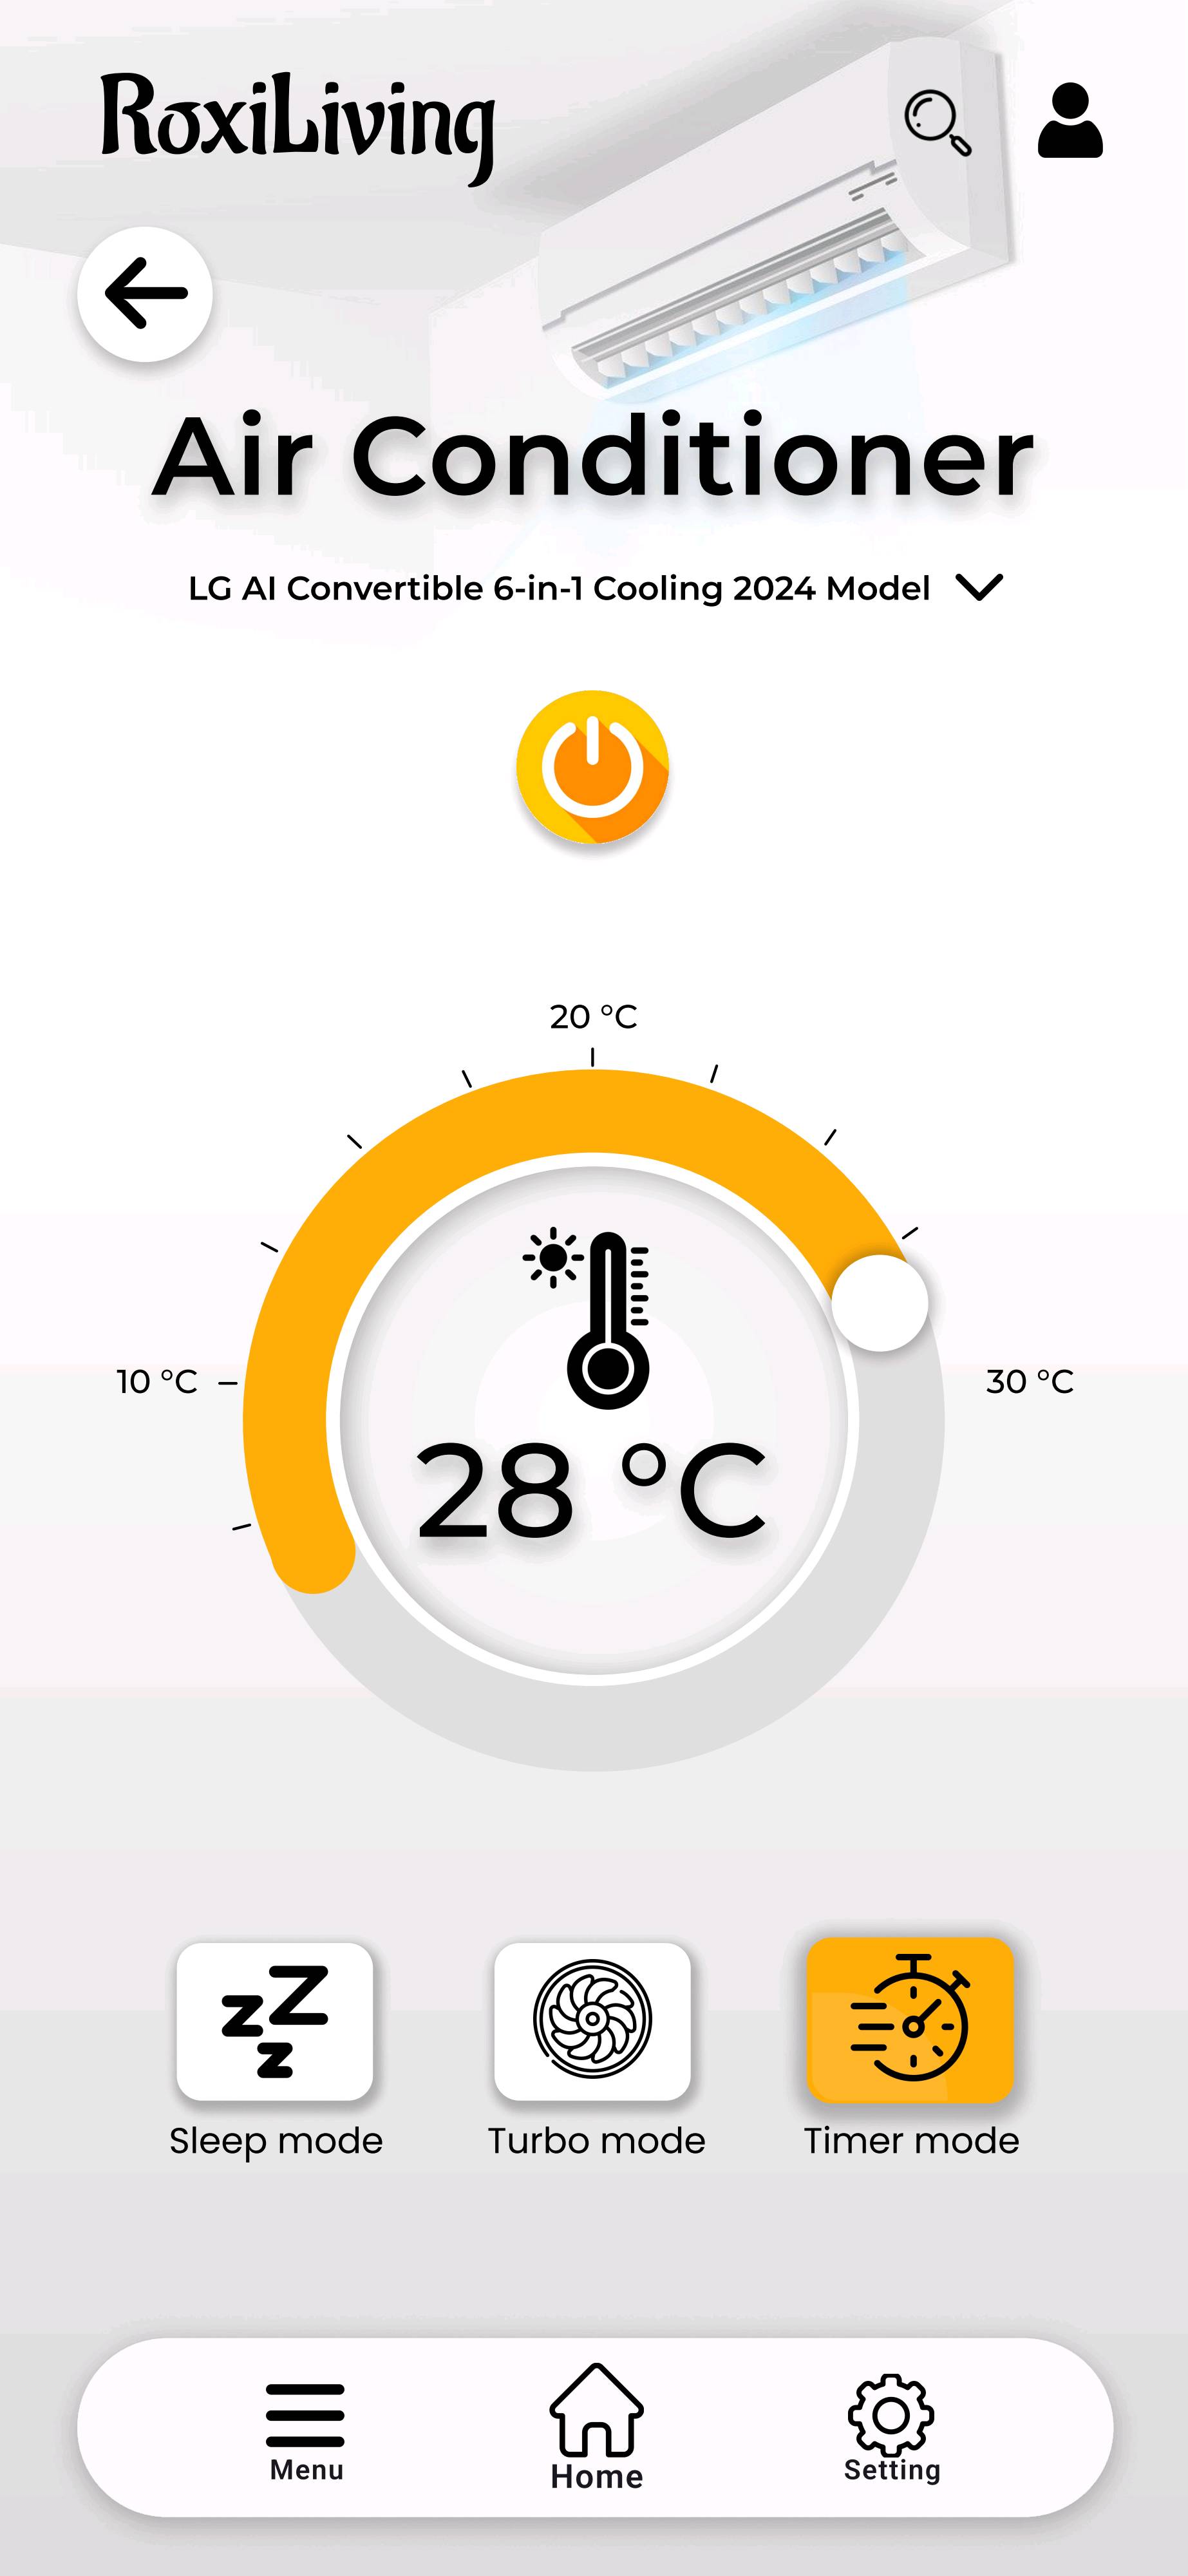 RoxiLiving
Air Conditioner
LG AI Convertible 6-in-1 Cooling 2024 Model
20 °C
10 °C
30 °C
28 °C
zZz
Sleep mode
Turbo mode
Timer mode
Menu
Home
Setting